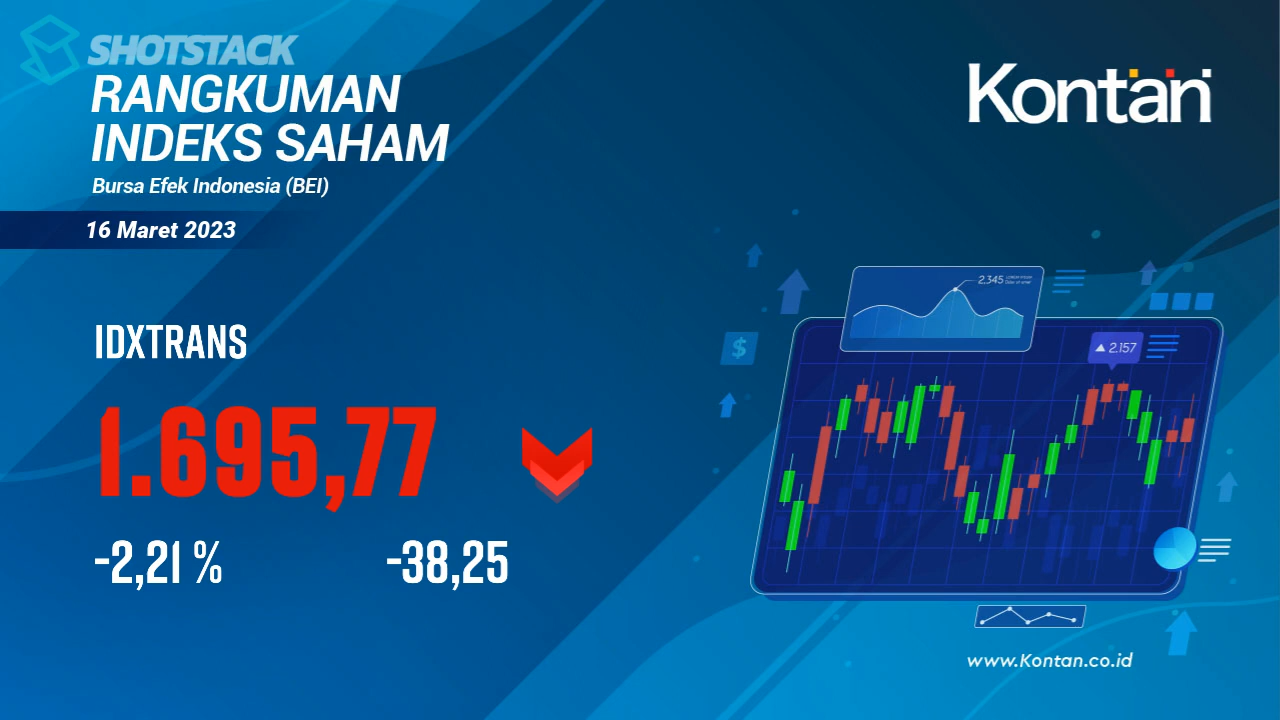 SHOTSTACK
RANGKUMAN
INDEKS SAHAM
Bursa Efek Indonesia (BEI)
16 Maret 2023
Kontan
IDXTRANS
1.695,77
-2,21 %
-38,25
2,345
$
2.157
www.Kontan.co.id